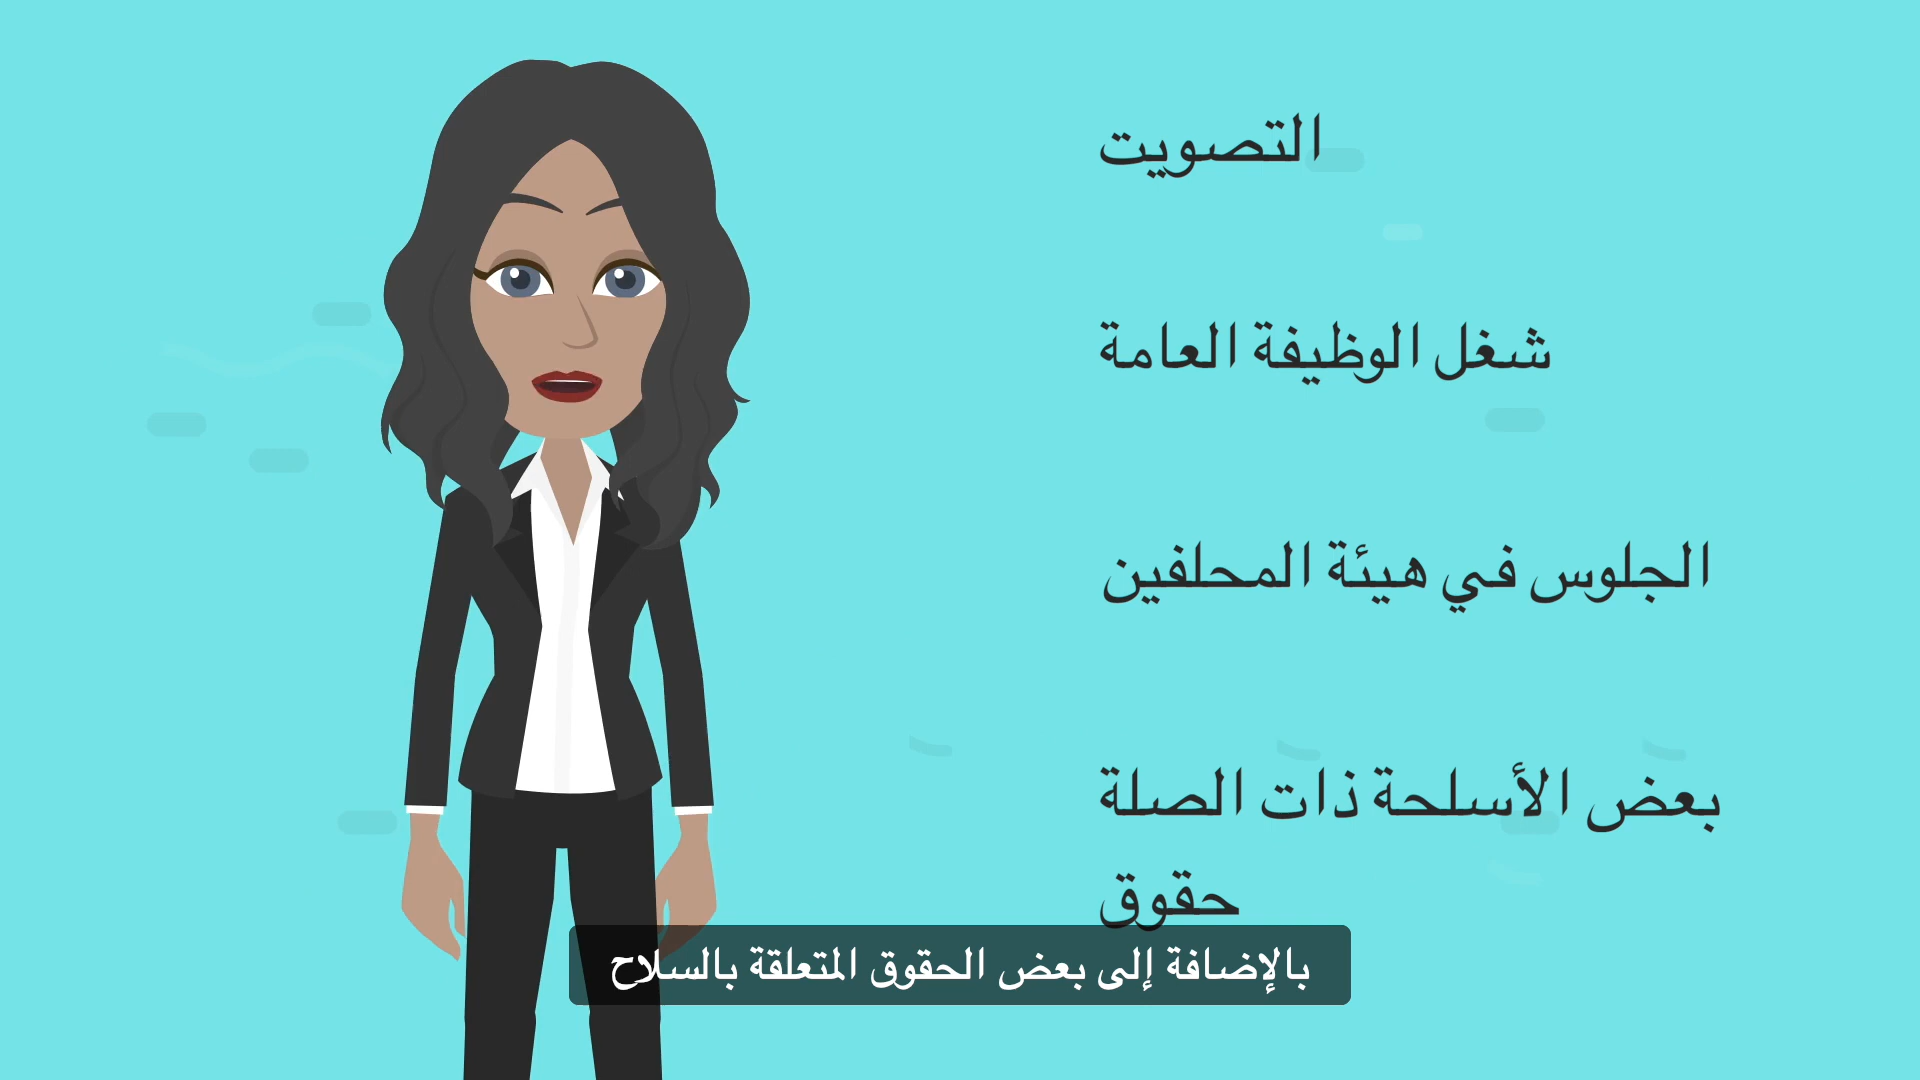 التصويت
شغل الوظيفة العامة
الجلوس في هيئة المحلفين
بعض الأسلحة ذات الصلة
حقوق
بالإضافة إلى بعض الحقوق المتعلقة بالسلاح